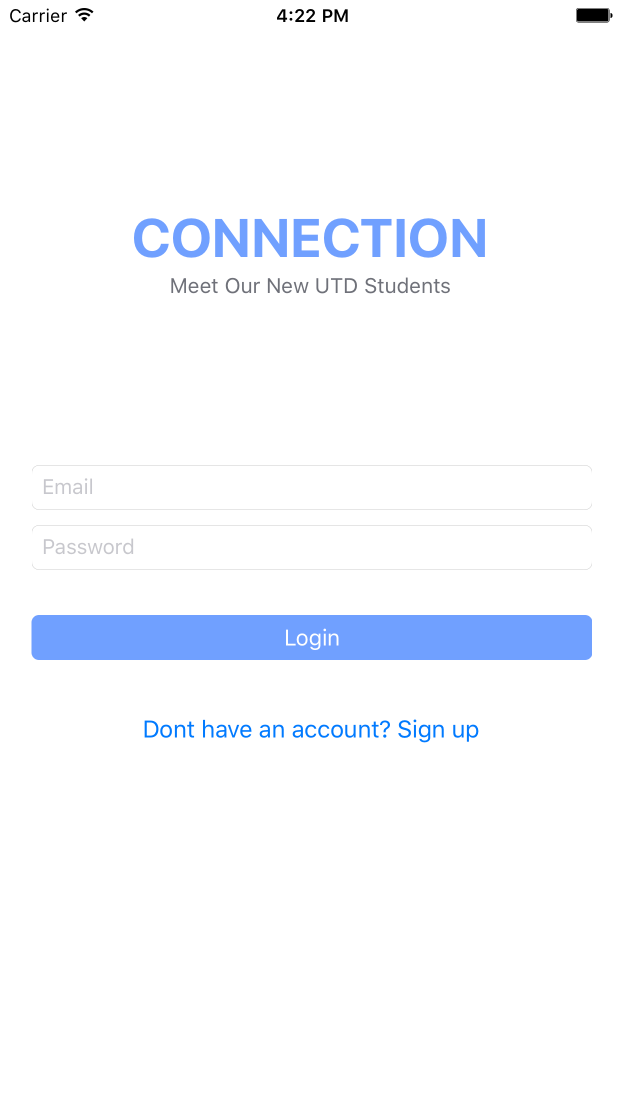 Carrier 4:22 PM
CONNECTION
Meet Our New UTD Students
Email
Password
Login
Dont have an account? Sign up